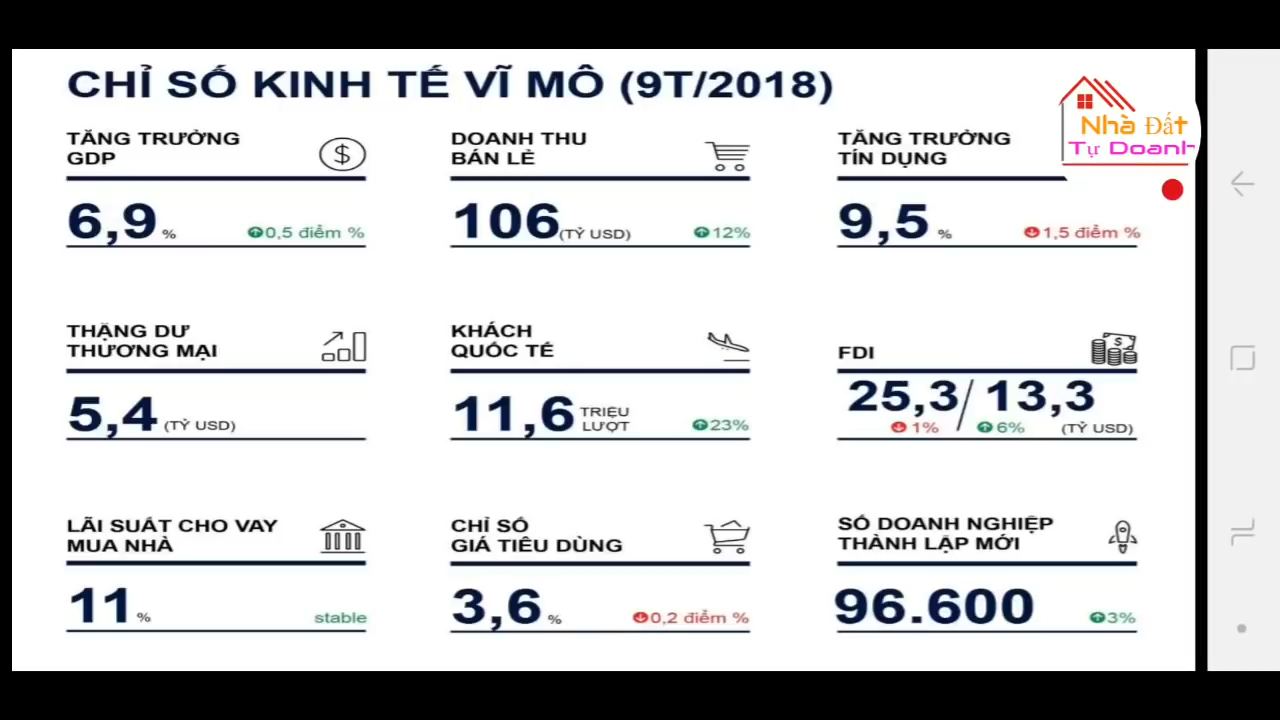 CHỈ SỐ KINH TẾ VĨ MÔ (9T/2018)
Nhà Đất
Tự Doanh
TĂNG TRƯỞNG
GDP
6,9 % 0,5 điểm %
DOANH THU
BÁN LẺ
106 (TỶ USD) 12%
TĂNG TRƯỞNG
TÍN DỤNG
9,5 % 1,5 điểm %
THẶNG DƯ
THƯƠNG MẠI
5,4 (TỶ USD)
KHÁCH
QUỐC TẾ
11,6 TRIỆU
LƯỢT 23%
FDI
25,3/13,3
1% 6% (TỶ USD)
LÃI SUẤT CHO VAY
MUA NHÀ
11 % stable
CHỈ SỐ
GIÁ TIÊU DÙNG
3,6 % 0,2 điểm %
SỐ DOANH NGHIỆP
THÀNH LẬP MỚI
96.600 3%